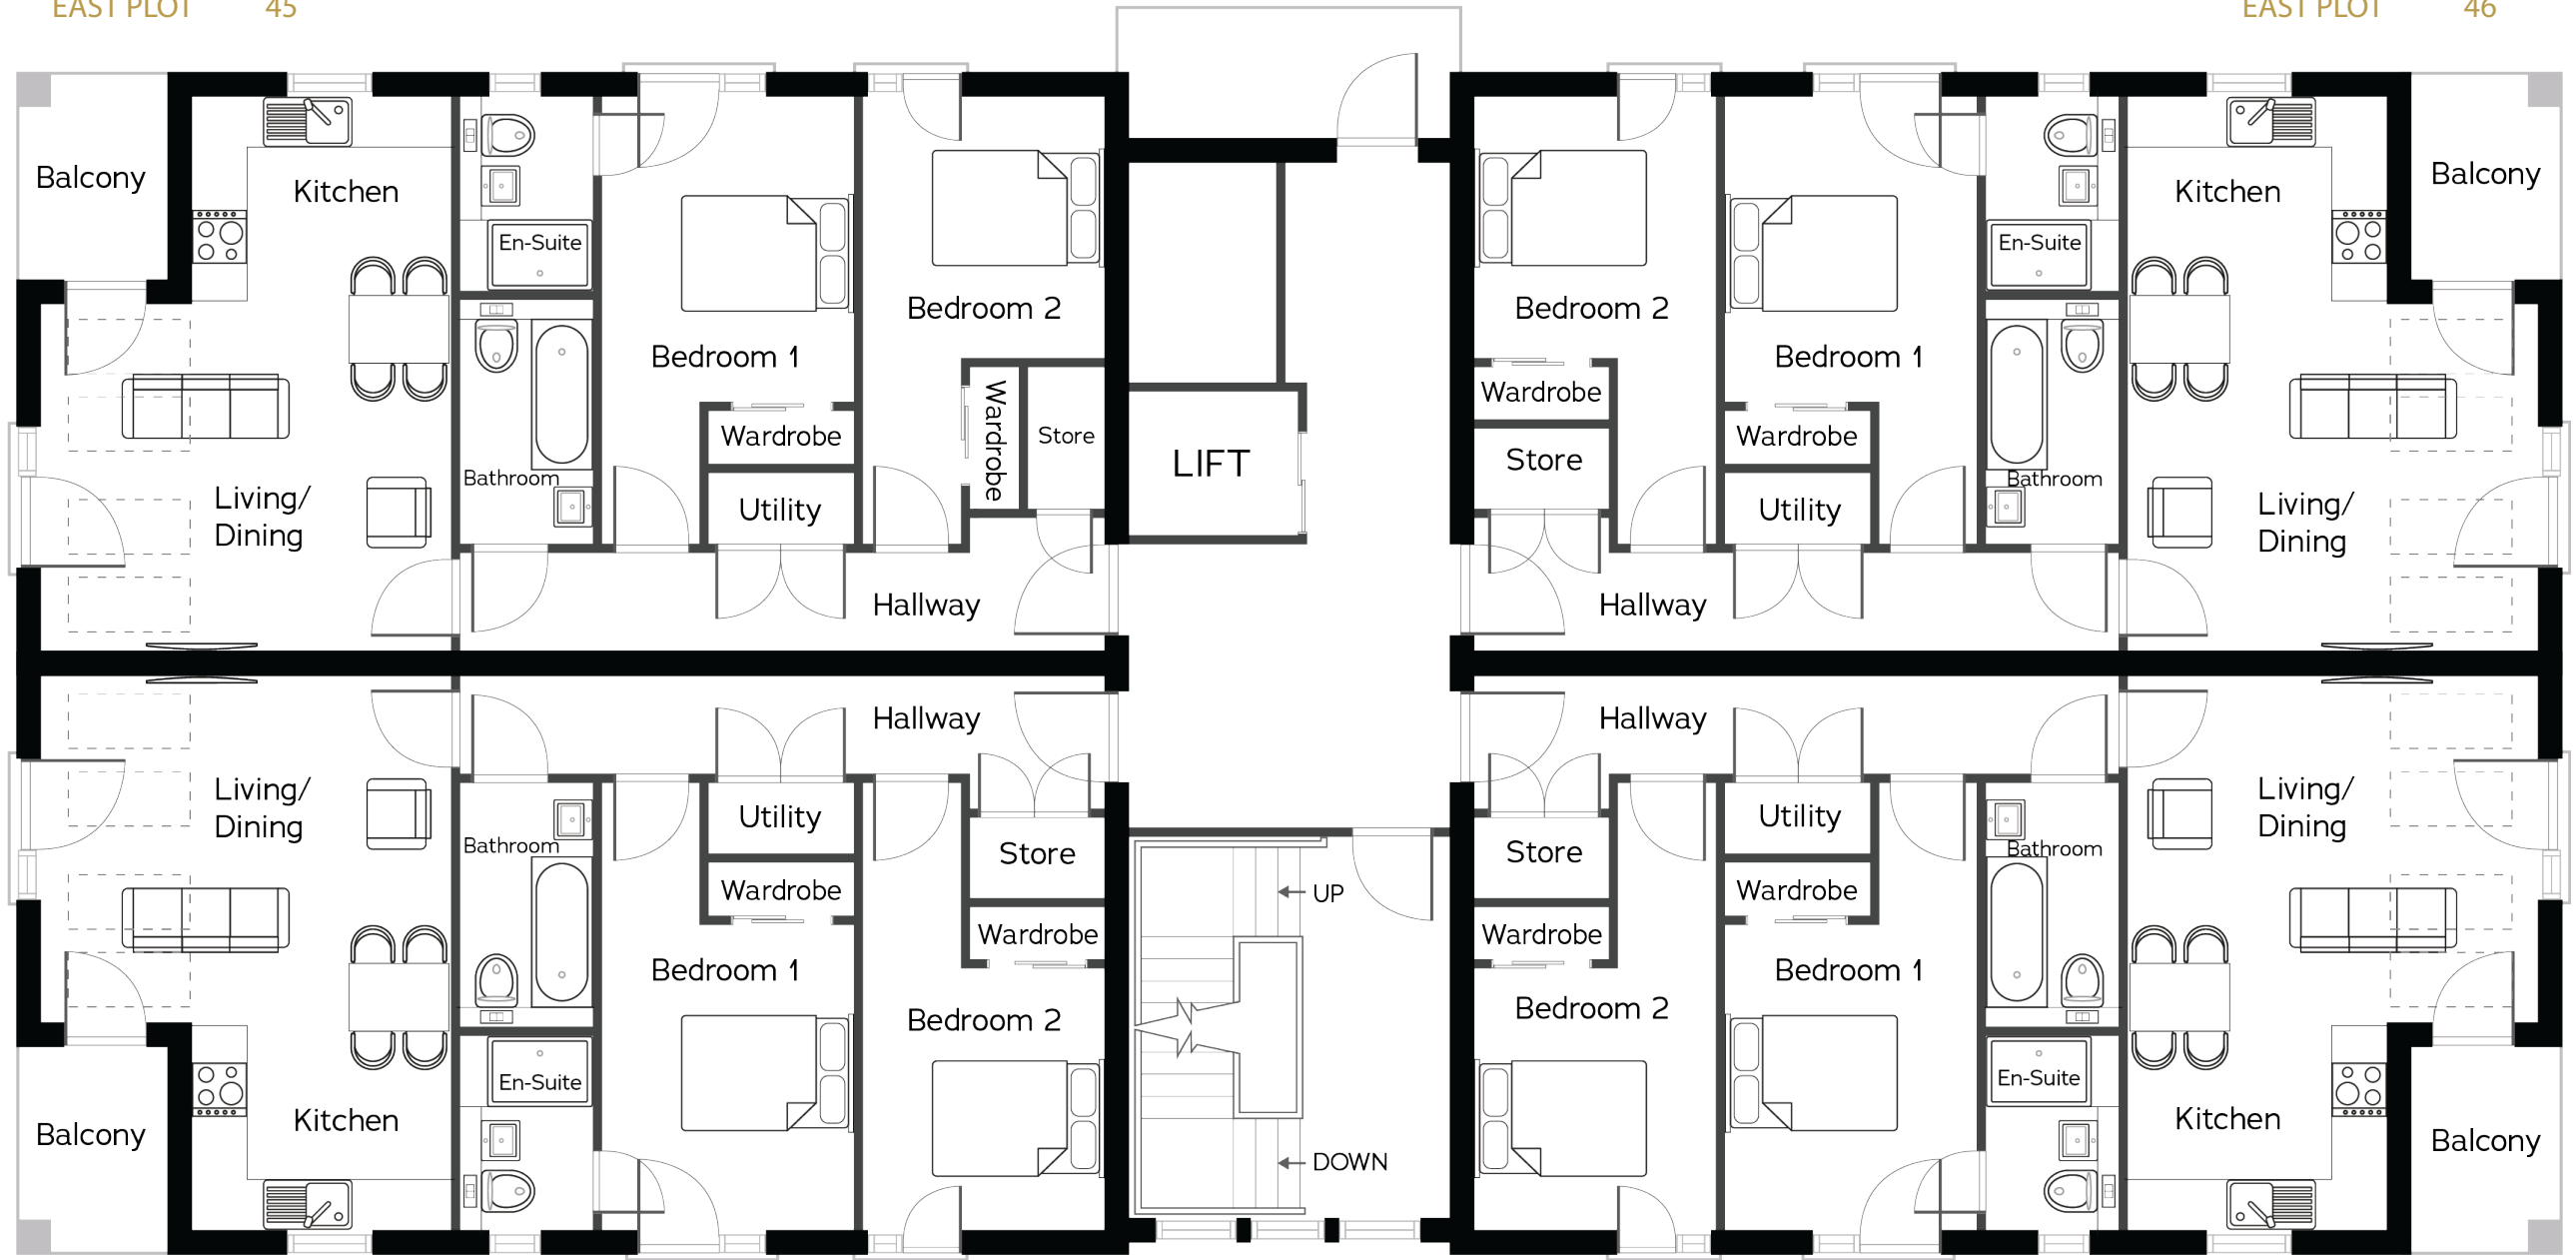 EAST PLOT 45
EAST PLOT 46
Balcony
Kitchen
En-Suite
Bedroom 1
Bedroom 2
Wardrobe
Wardrobe
Store
Utility
Bathroom
Living/
Dining
Hallway
LIFT
Bedroom 2
Bedroom 1
En-Suite
Kitchen
Balcony
Wardrobe
Wardrobe
Store
Utility
Bathroom
Living/
Dining
Hallway
Living/
Dining
Hallway
Bathroom
Utility
Store
Wardrobe
Wardrobe
Bedroom 1
Bedroom 2
En-Suite
Kitchen
Balcony
UP
DOWN
Hallway
Living/
Dining
Store
Utility
Bathroom
Wardrobe
Wardrobe
Bedroom 2
Bedroom 1
En-Suite
Kitchen
Balcony